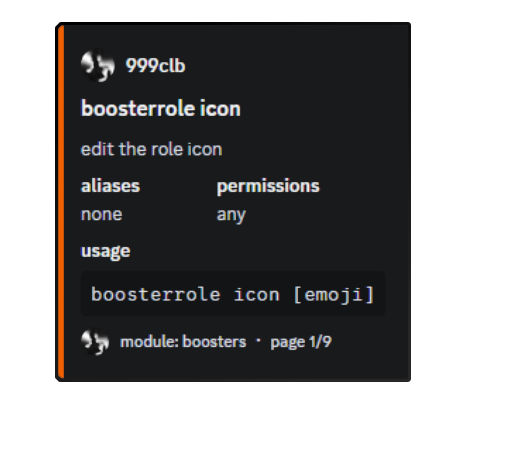 999clb
boosterrole icon
edit the role icon
aliases permissions
none any
usage
boosterrole icon [emoji]
module: boosters • page 1/9